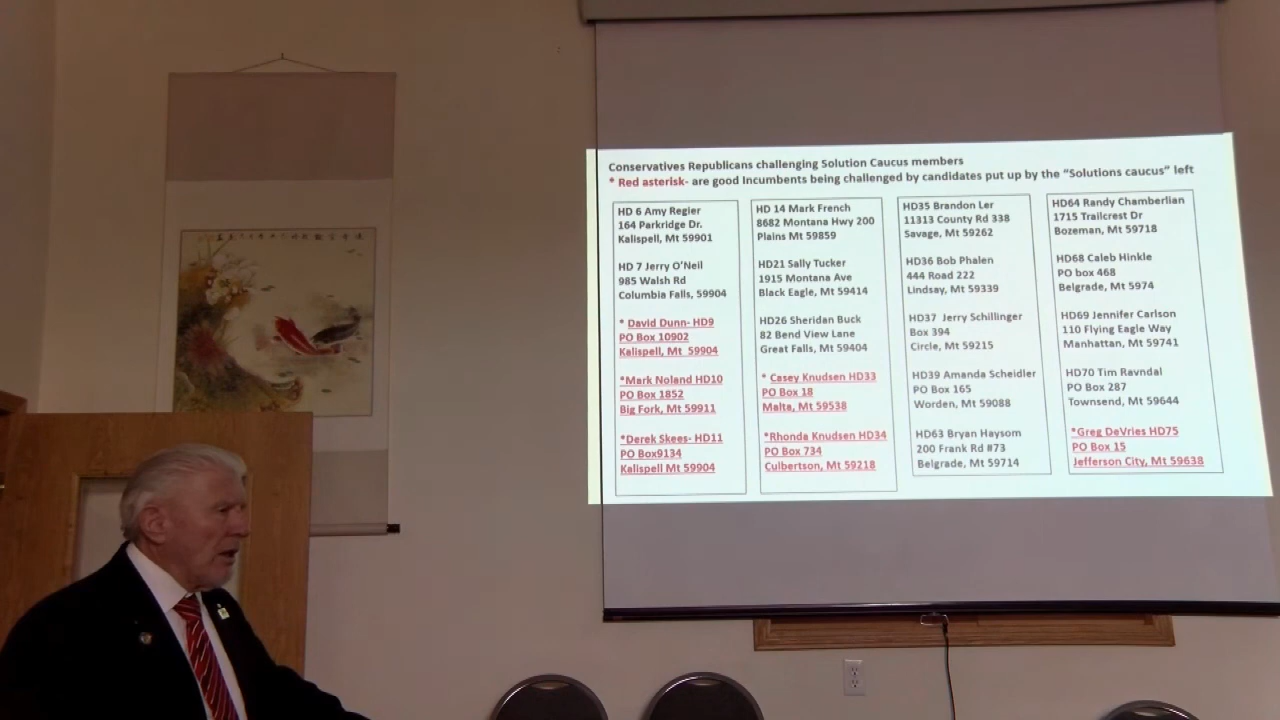 Conservatives Republicans challenging Solution Caucus members
* Red asterisk- are good Incumbents being challenged by candidates put up by the “Solutions caucus” left
HD 6 Amy Regier
164 Parkridge Dr.
Kalispell, Mt 59901
HD 7 Jerry O'Neil
985 Walsh Rd
Columbia Falls, 59904
* David Dunn- HD9
PO Box 10902
Kalispell, Mt 59904
*Mark Noland HD10
PO Box 1852
Big Fork, Mt 59911
*Derek Skees- HD11
PO Box9134
Kalispell Mt 59904
HD 14 Mark French
8682 Montana Hwy 200
Plains Mt 59859
HD21 Sally Tucker
1915 Montana Ave
Black Eagle, Mt 59414
HD26 Sheridan Buck
82 Bend View Lane
Great Falls, Mt 59404
* Casey Knudsen HD33
PO Box 18
Malta, Mt 59538
*Rhonda Knudsen HD34
PO Box 734
Culbertson, Mt 59218
HD35 Brandon Ler
11313 County Rd 338
Savage, Mt 59262
HD36 Bob Phalen
444 Road 222
Lindsay, Mt 59339
HD37 Jerry Schillinger
Box 394
Circle, Mt 59215
HD39 Amanda Scheidler
PO Box 165
Worden, Mt 59088
HD63 Bryan Haysom
200 Frank Rd #73
Belgrade, Mt 59714
HD64 Randy Chamberlian
1715 Trailcrest Dr
Bozeman, Mt 59718
HD68 Caleb Hinkle
PO box 468
Belgrade, Mt 5974
HD69 Jennifer Carlson
110 Flying Eagle Way
Manhattan, Mt 59741
HD70 Tim Ravndal
PO Box 287
Townsend, Mt 59644
*Greg DeVries HD75
PO Box 15
Jefferson City, Mt 59638